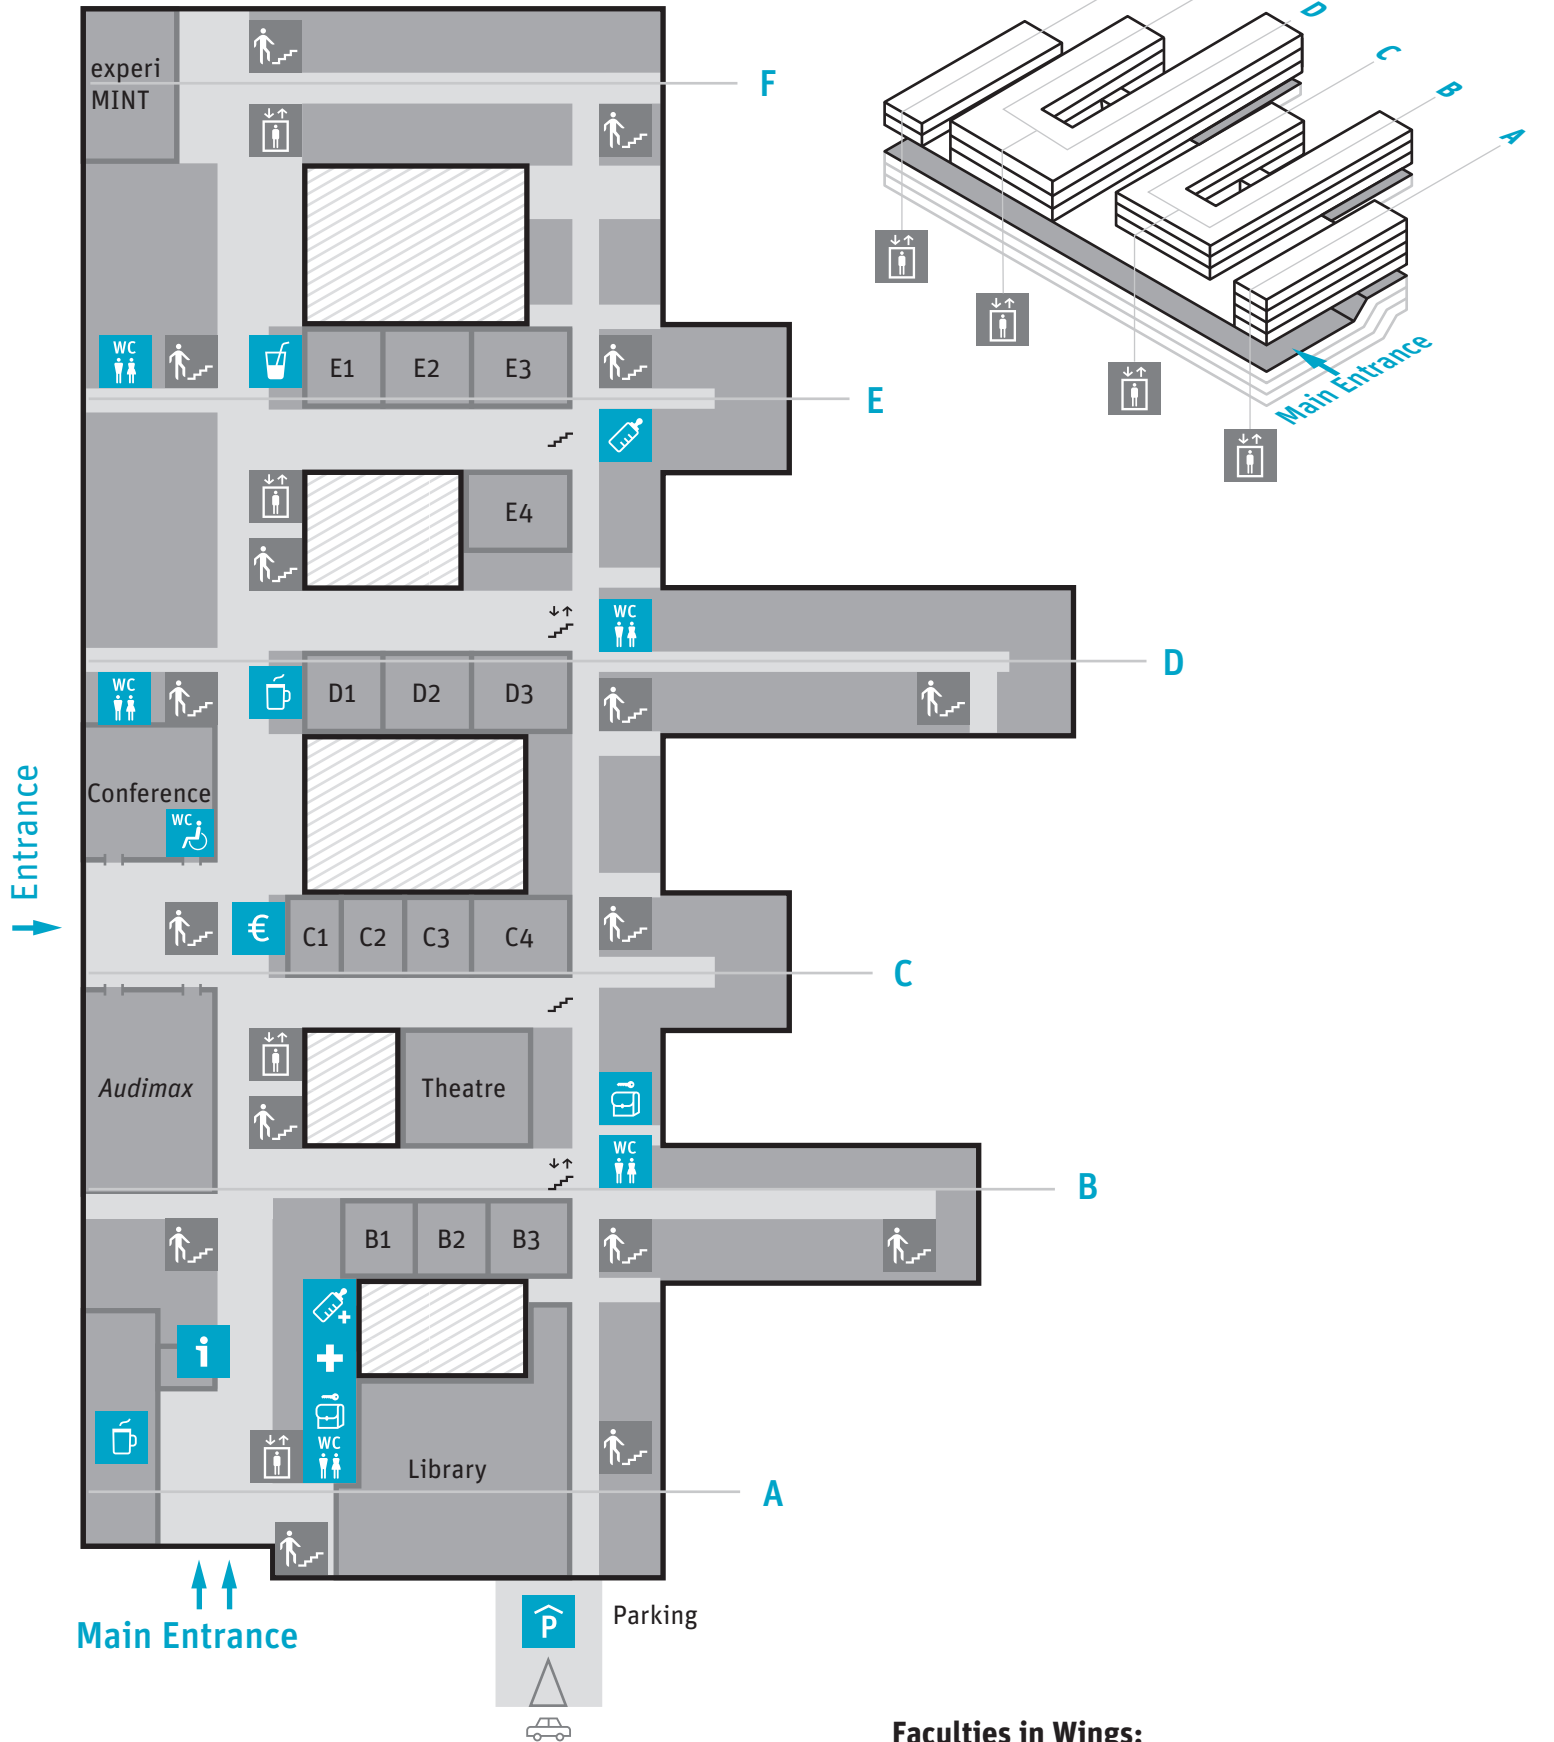 experi
MINT
F
D
C
B
A
Main Entrance
WC
E1
E2
E3
E
E4
WC
D
WC
D1
D2
D3
Conference
WC
Entrance
€
C1
C2
C3
C4
C
Audimax
Theatre
WC
B
B1
B2
B3
i
WC
Library
A
Main Entrance
P
Parking
Faculties in Wings: